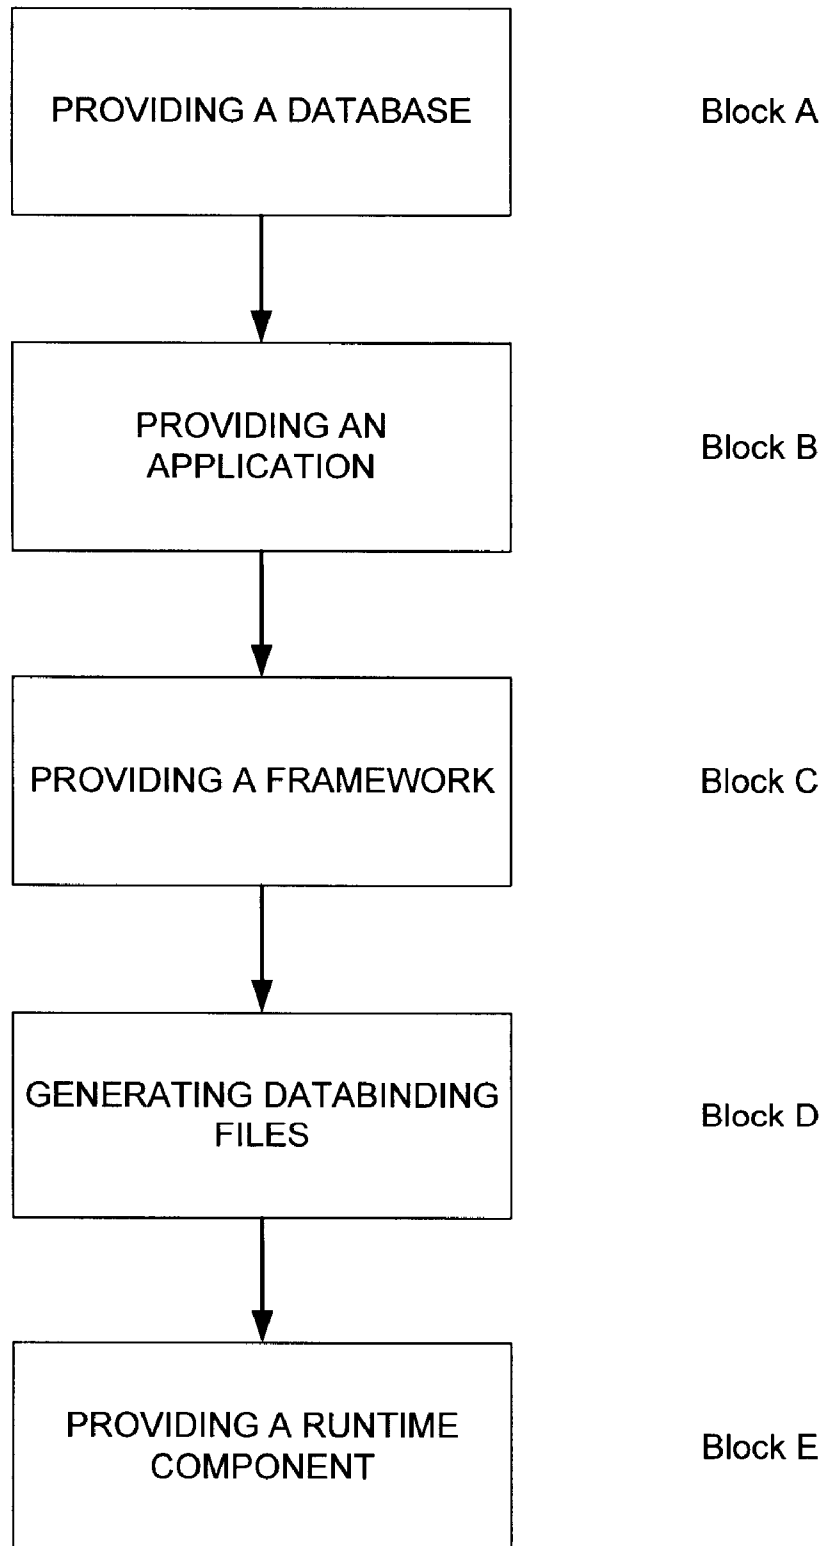 PROVIDING A DATABASE
Block A
PROVIDING AN
APPLICATION
Block B
PROVIDING A FRAMEWORK
Block C
GENERATING DATABINDING
FILES
Block D
PROVIDING A RUNTIME
COMPONENT
Block E